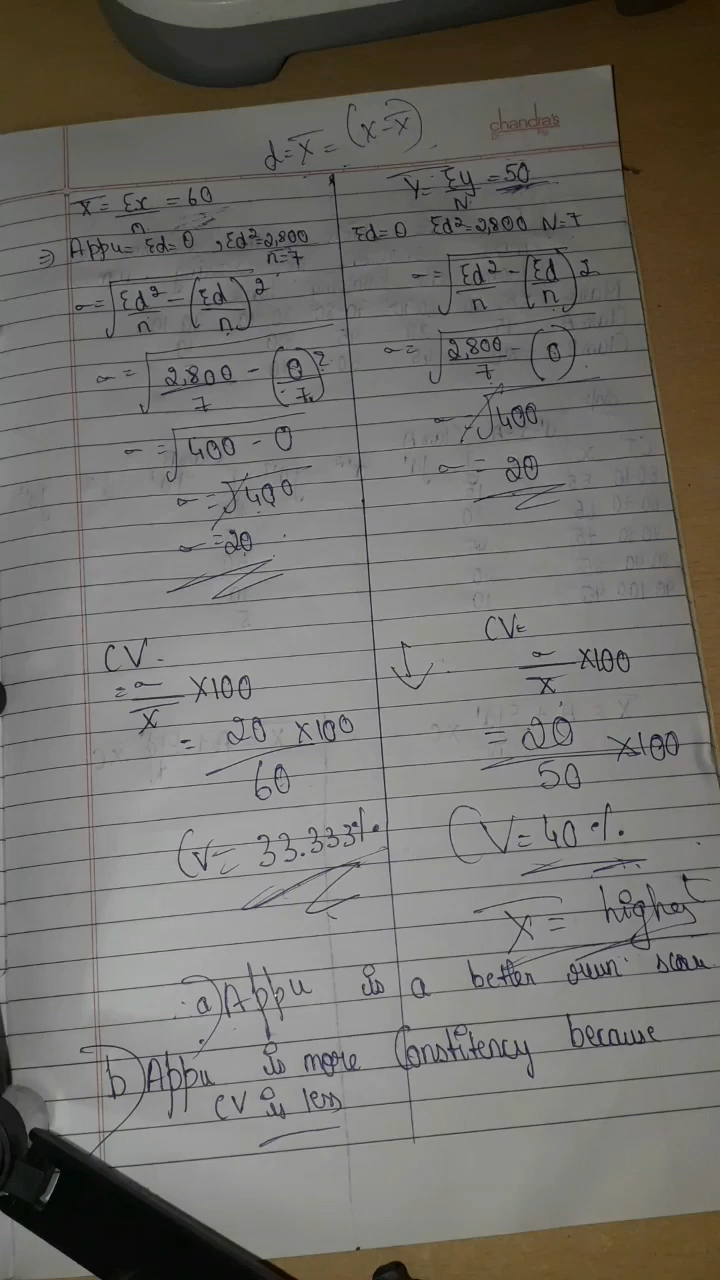 chandra's
d = x̄ = (x - x̄)
x̄ = Σx/n = 60
⇒ Appu = Σd = 0, Σd² = 2,800
n = 7
σ = √(Σd²/n - (Σd/n)²)
σ = √(2,800/7 - (0/7)²)
σ = √(400 - 0)
σ = √400
σ = 20
CV
= σ/x̄ × 100
= 20/60 × 100
CV = 33.333%
Ȳ = Σy/N = 50
Σd = 0 Σd² = 2,800 N = 7
σ = √(Σd²/n - (Σd/n)²)
σ = √(2,800/7 - (0))
σ = √400
σ = 20
CV =
σ/x̄ × 100
= 20/50 × 100
CV = 40%
x̄ = highest
a) Appu is a better
b) Appu is more Constitency because
CV is less